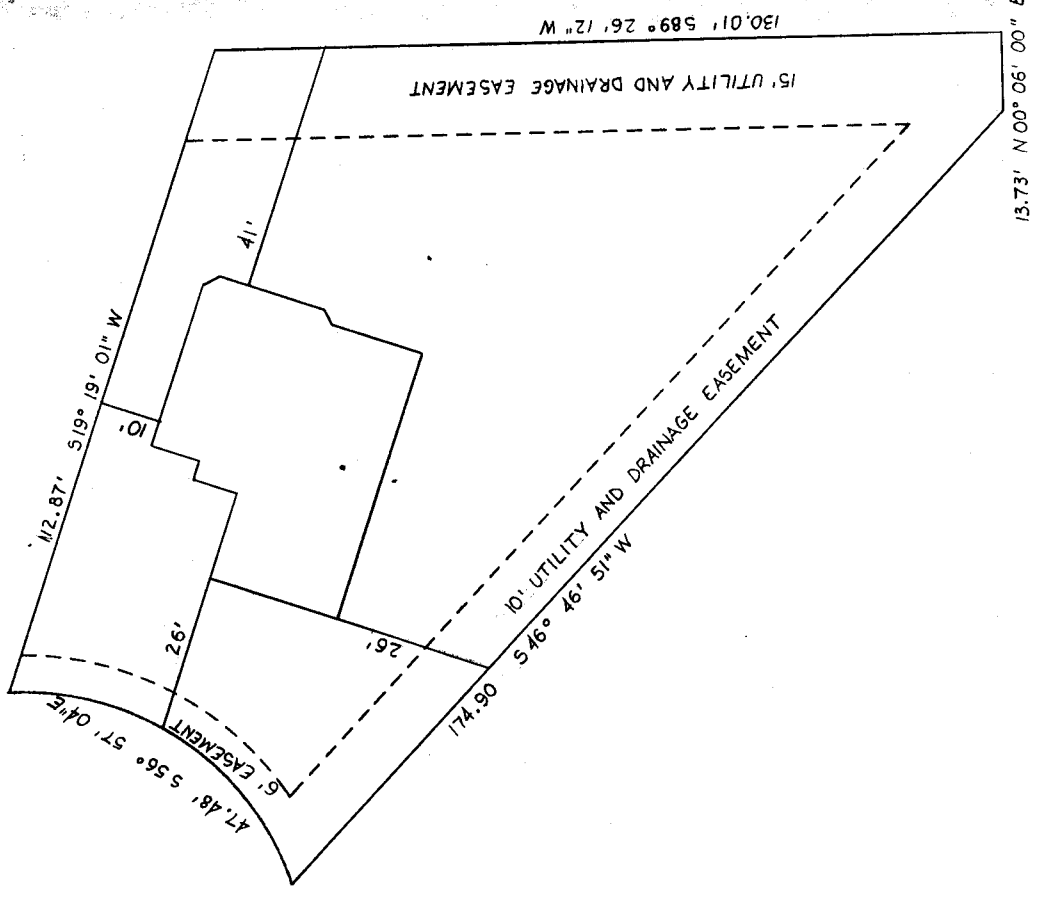 130.01' S89° 26' 12" W
15' UTILITY AND DRAINAGE EASEMENT
13.73' N 00° 06' 00" E
41'
112.87' S19° 19' 01" W
10'
26'
26'
10' UTILITY AND DRAINAGE EASEMENT
174.90 S 46° 46' 51" W
6' EASEMENT
47.48' S 56° 57' 04" E